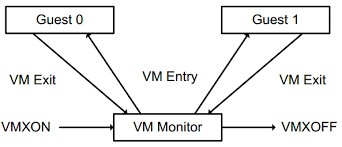 Guest 0
Guest 1
VM Exit
VM Entry
VM Exit
VMXON
VM Monitor
VMXOFF